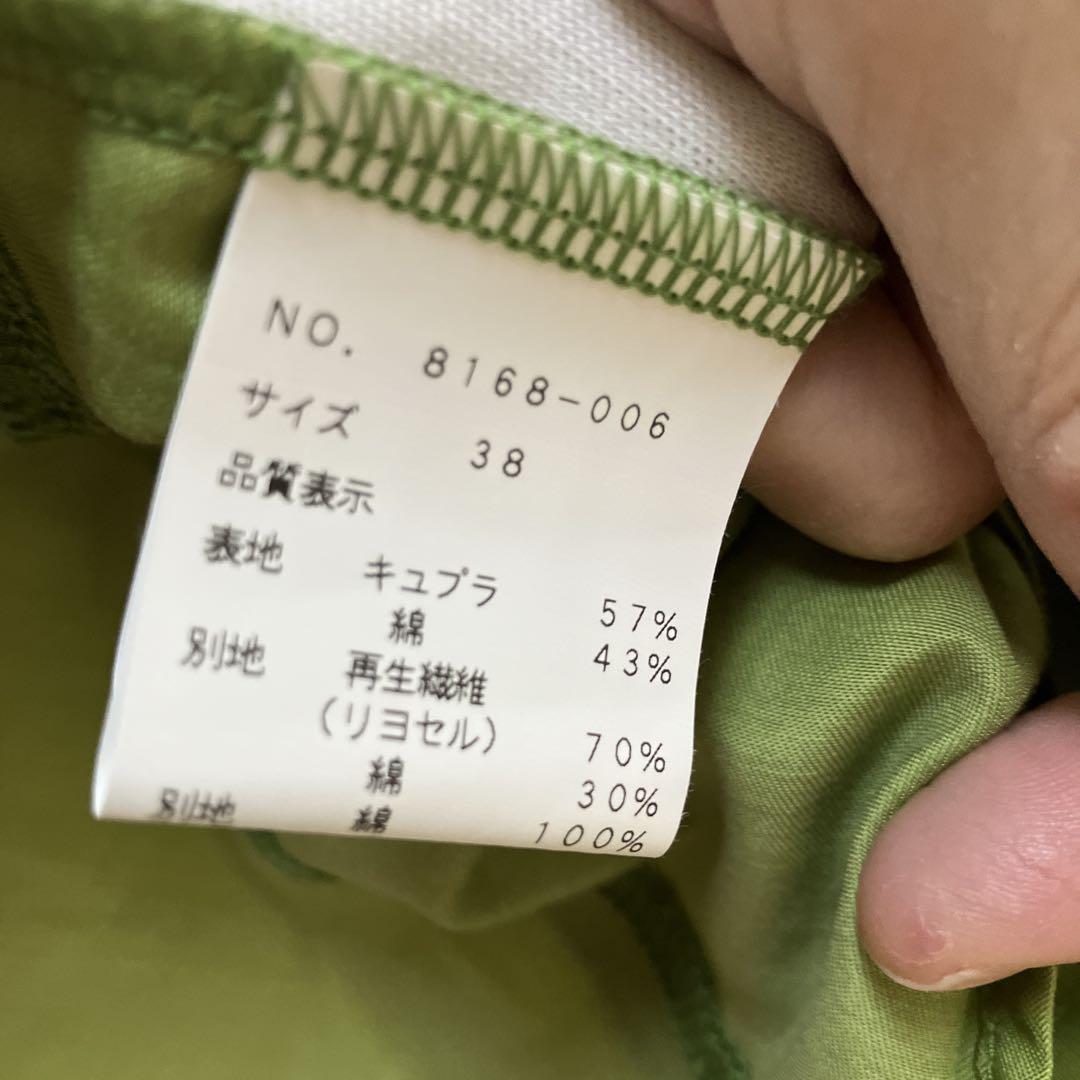 NO. 8168-006
サイズ 38
品質表示
表地 キュプラ 57%
綿 43%
別地 再生繊維
(リヨセル) 70%
綿 30%
別地 綿 100%